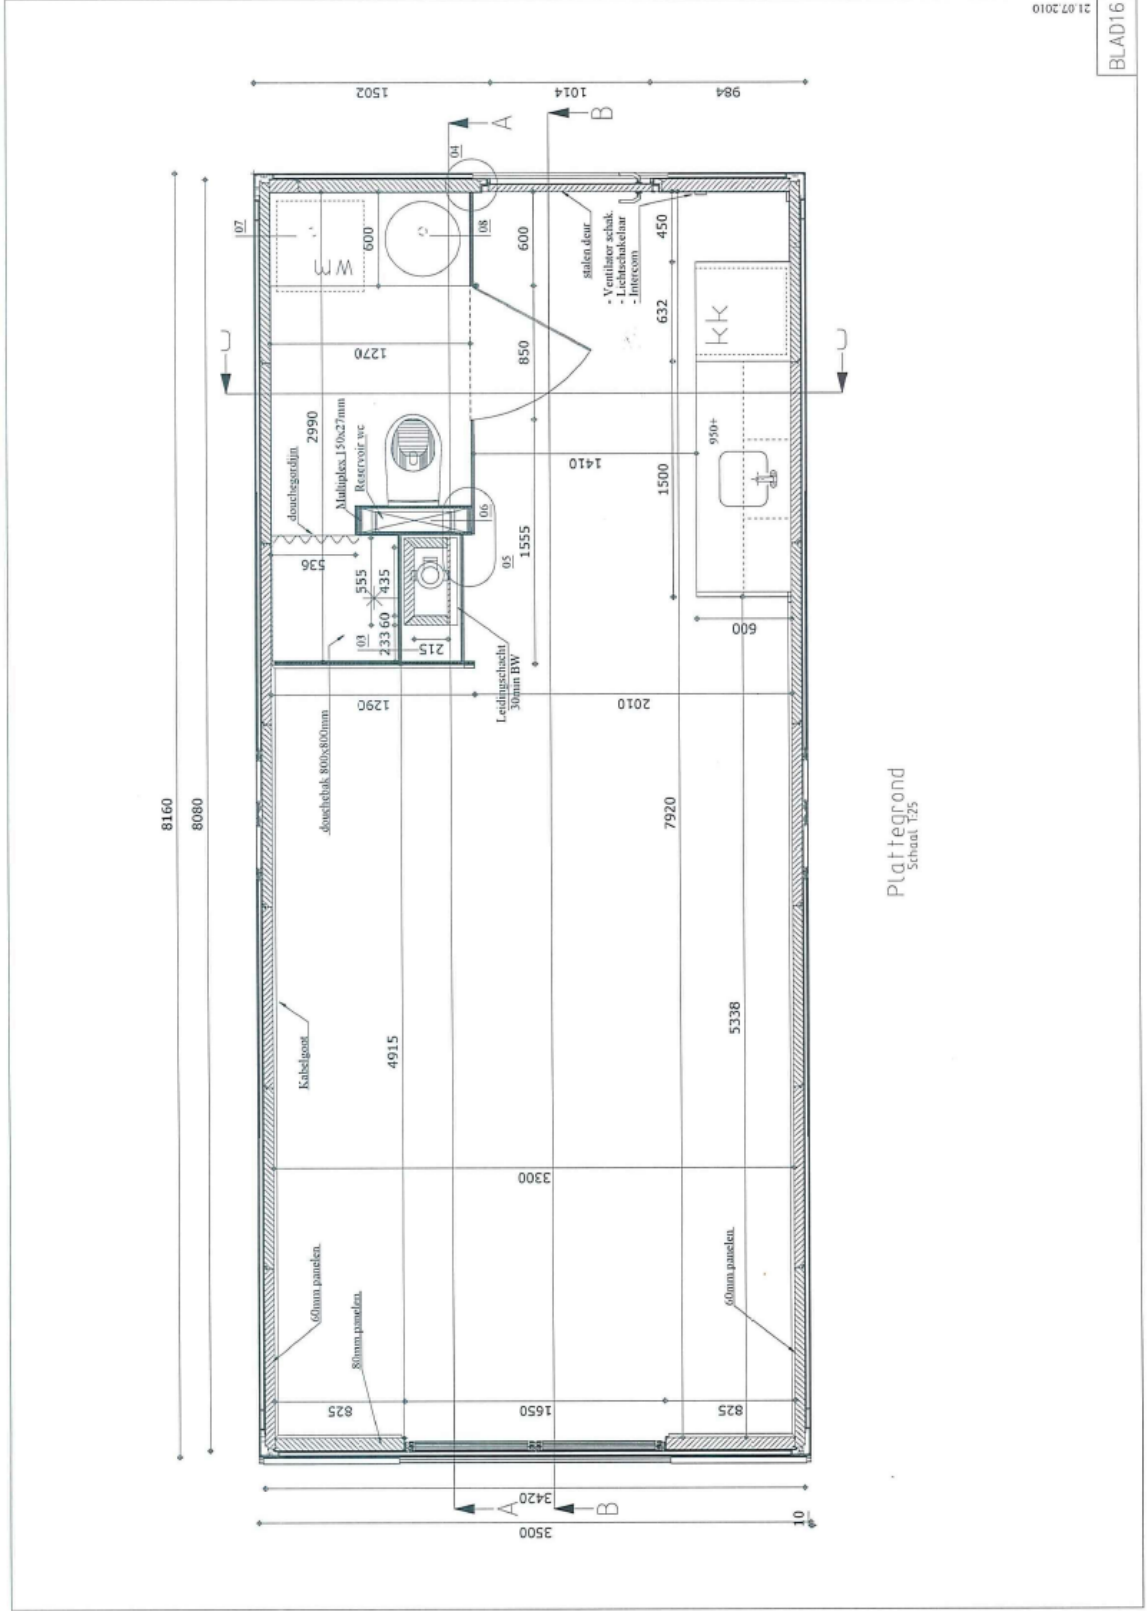 21.07.2010
BLAD16
1502
1014
984
A
B
04
07
08
wm
600
600
stalen deur
- Ventilator schak.
- Lichtschakelaar
- Intercom
450
632
KK
C
C
1270
850
2990
douchegordijn
Multiplex 150x27mm
Reservoir wc
1410
950+
1500
06
05
1555
536
555
435
03
233
60
215
600
Leidingschacht
30min BW
1290
2010
douchebak 800x800mm
8160
8080
7920
Plattegrond
Schaal 1:25
Kabelgoot
4915
5338
3300
60mm panelen
80mm panelen
60mm panelen
825
1650
825
A
B
3420
3500
10